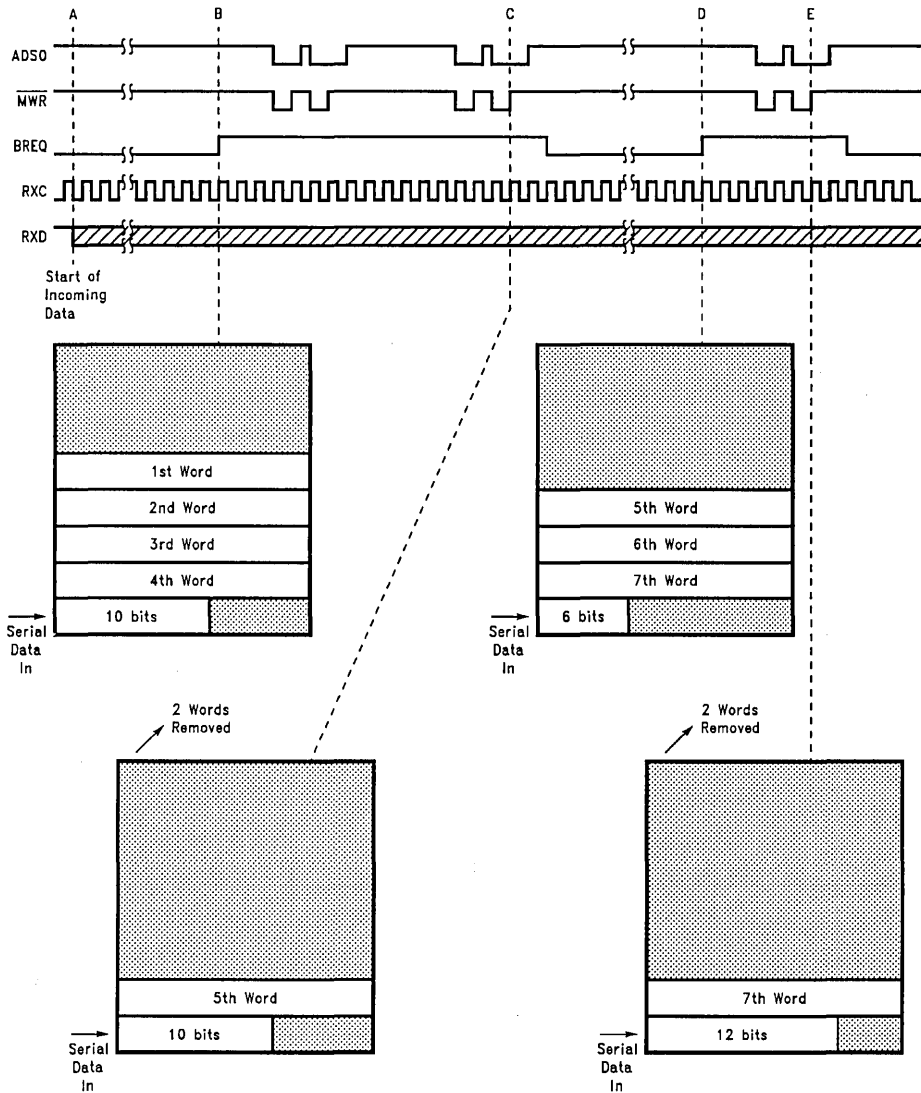 A B C D E
ADS0
MWR
BREQ
RXC
RXD
Start of
Incoming
Data
1st Word
2nd Word
3rd Word
4th Word
10 bits
Serial
Data
In
5th Word
6th Word
7th Word
6 bits
Serial
Data
In
2 Words
Removed
5th Word
10 bits
Serial
Data
In
2 Words
Removed
7th Word
12 bits
Serial
Data
In